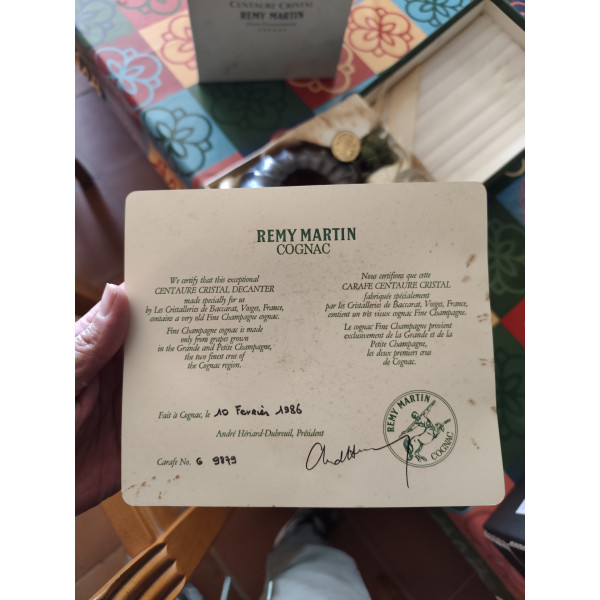 CENTAURE CRISTAL
REMY MARTIN
REMY MARTIN
COGNAC
We certify that this exceptional
CENTAURE CRISTAL DECANTER
made specially for us
by Les Cristalleries de Baccarat, Vosges, France,
contains a very old Fine Champagne cognac.
Fine Champagne cognac is made
only from grapes grown
in the Grande and Petite Champagne,
the two finest crus of
the Cognac region.
Nous certifions que cette
CARAFE CENTAURE CRISTAL
fabriquée spécialement
par les Cristalleries de Baccarat, Vosges, France,
contient un très vieux cognac Fine Champagne.
Le cognac Fine Champagne provient
exclusivement de la Grande et de la
Petite Champagne,
les deux premiers crus
de Cognac.
Fait à Cognac, le 10 Fevrier 1986
André Hériard-Dubreuil, Président
Carafe No. G 9879
REMY MARTIN
COGNAC